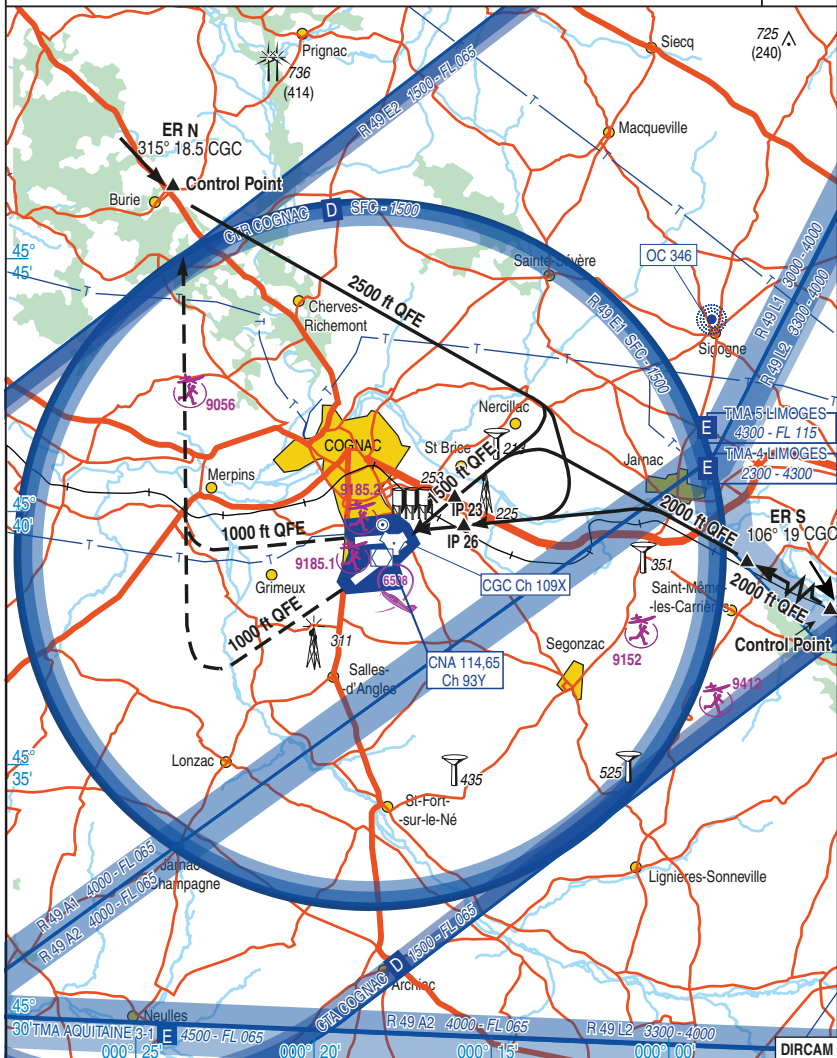 Prignac
736
(414)
Siecq
725
(240)
ER N
315° 18.5 CGC
Control Point
Burie
R 49 E2 1500 - FL 065
Macqueville
CTR COGNAC D SFC - 1500
45°
45'
Sainte-Sévère
OC 346
2500 ft QFE
Cherves-
Richemont
R 49 E1 SFC - 1500
R 49 L1 3000-4000
R 49 L2 3300-4000
Sigogne
9056
Nercillac
E TMA 5 LIMOGES
4300 - FL 115
COGNAC
St Brice
213
Jarnac
E TMA 4 LIMOGES
2300 - 4300
Merpins
253
1500 ft QFE
9185.2
IP 23
225
45°
40'
1000 ft QFE
IP 26
2000 ft QFE
ER S
106° 19 CGC
9185.1
Grimeux
6508
CGC Ch 109X
351
Saint-Même-
-les-Carrières
2000 ft QFE
1000 ft QFE
311
Segonzac
9152
Control Point
CNA 114,65
Ch 93Y
Salles-
-d'Angles
9412
45°
35'
Lonzac
435
525
St-Fort-
-sur-le-Né
Jarnac
Champagne
R 49 A1 4000 - FL 065
R 49 A2 4000 - FL 065
Lignieres-Sonneville
CTA COGNAC D 1500 - FL 065
Archiac
45°
30'
Neulles
TMA AQUITAINE 3-1 E 4500 - FL 065
R 49 A2 4000 - FL 065
R 49 L2 3300-4000
000° 25'
000° 20'
000° 15'
000° 10'
DIRCAM